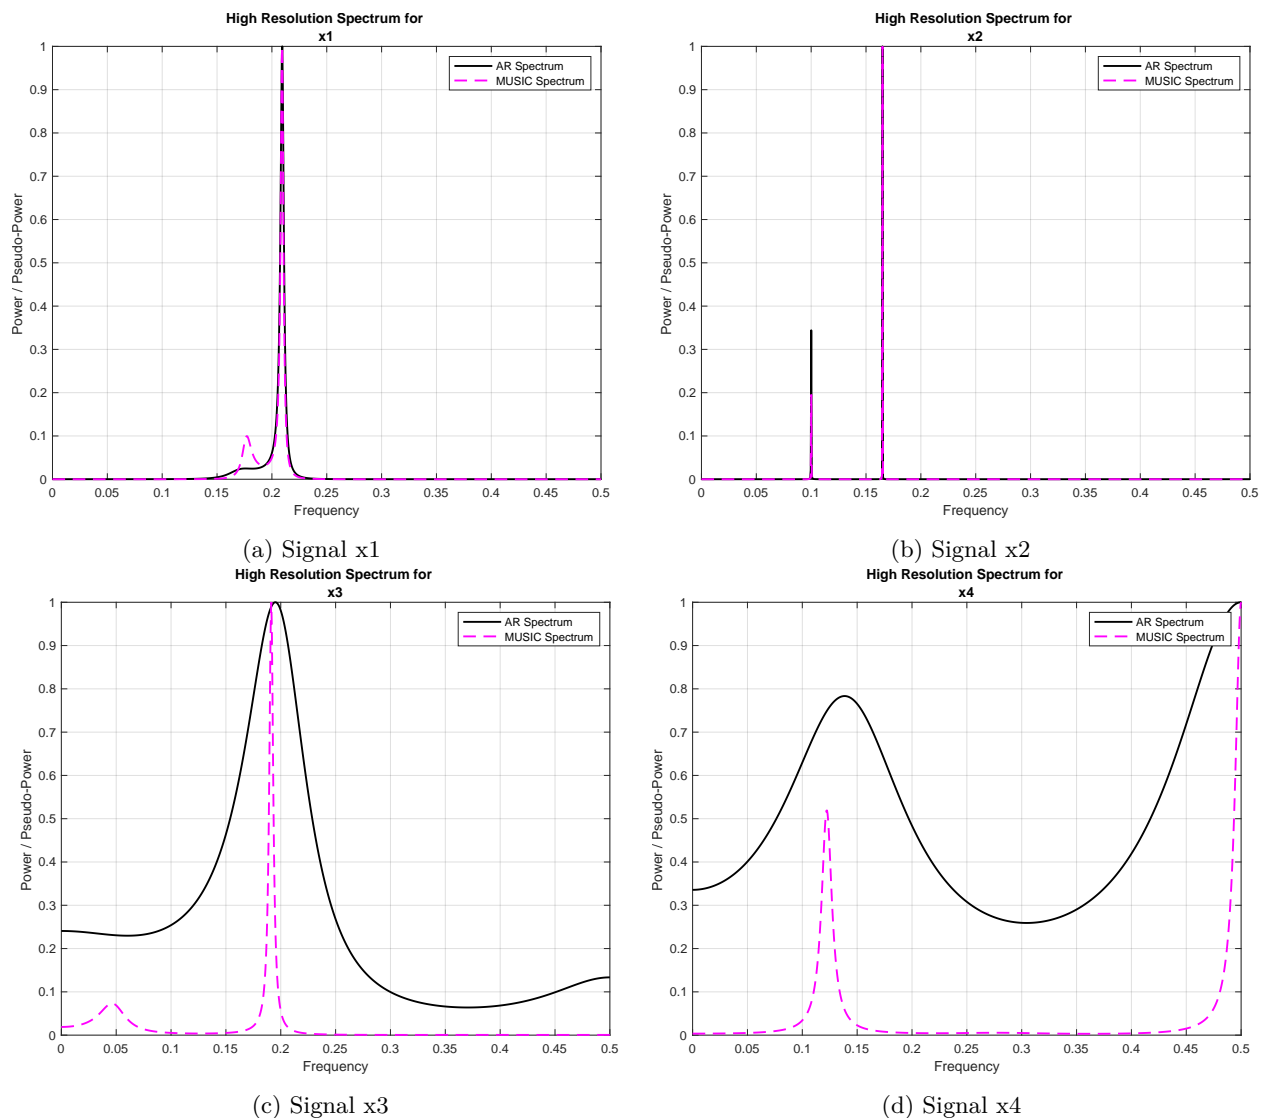 High Resolution Spectrum for
x1
1
0.9
0.8
0.7
0.6
0.5
0.4
0.3
0.2
0.1
0
Power / Pseudo-Power
AR Spectrum
MUSIC Spectrum
0 0.05 0.1 0.15 0.2 0.25 0.3 0.35 0.4 0.45 0.5
Frequency
(a) Signal x1
High Resolution Spectrum for
x2
1
0.9
0.8
0.7
0.6
0.5
0.4
0.3
0.2
0.1
0
Power / Pseudo-Power
AR Spectrum
MUSIC Spectrum
0 0.05 0.1 0.15 0.2 0.25 0.3 0.35 0.4 0.45 0.5
Frequency
(b) Signal x2
High Resolution Spectrum for
x3
1
0.9
0.8
0.7
0.6
0.5
0.4
0.3
0.2
0.1
0
Power / Pseudo-Power
AR Spectrum
MUSIC Spectrum
0 0.05 0.1 0.15 0.2 0.25 0.3 0.35 0.4 0.45 0.5
Frequency
(c) Signal x3
High Resolution Spectrum for
x4
1
0.9
0.8
0.7
0.6
0.5
0.4
0.3
0.2
0.1
0
Power / Pseudo-Power
AR Spectrum
MUSIC Spectrum
0 0.05 0.1 0.15 0.2 0.25 0.3 0.35 0.4 0.45 0.5
Frequency
(d) Signal x4